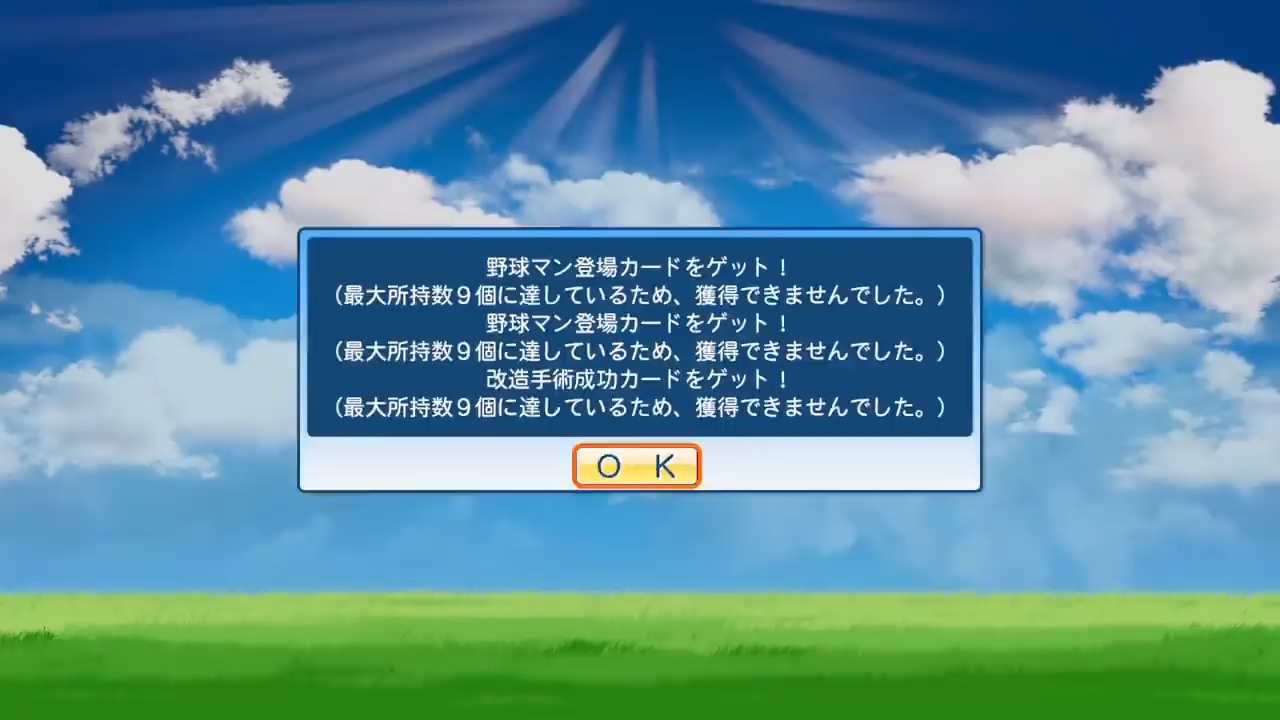 野球マン登場カードをゲット！
（最大所持数９個に達しているため、獲得できませんでした。）
野球マン登場カードをゲット！
（最大所持数９個に達しているため、獲得できませんでした。）
改造手術成功カードをゲット！
（最大所持数９個に達しているため、獲得できませんでした。）
ＯＫ